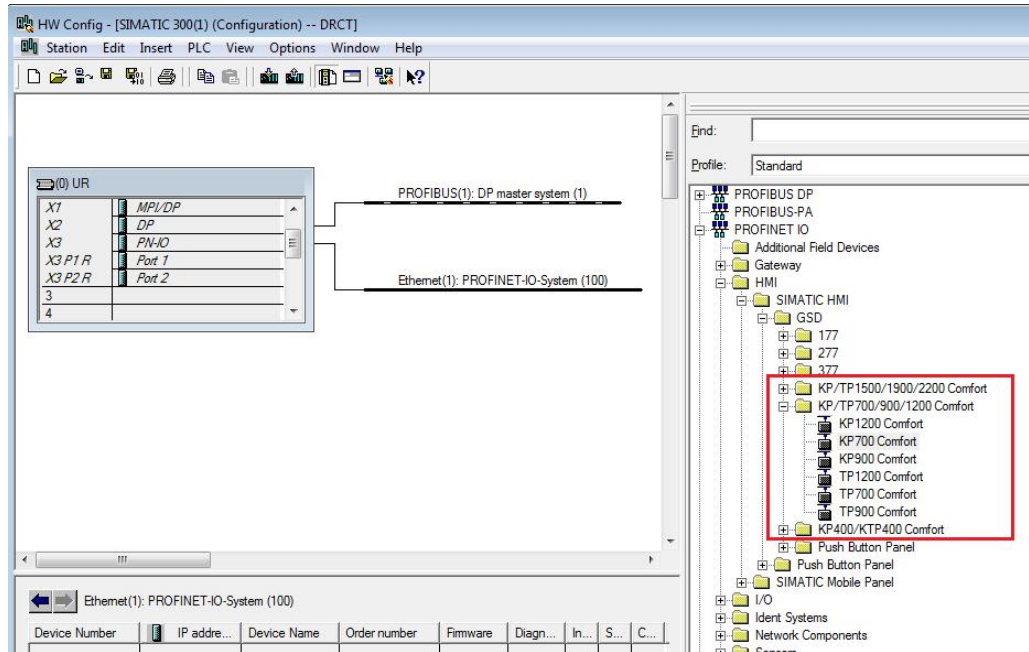 HW Config - [SIMATIC 300(1) (Configuration) -- DRCT]
Station Edit Insert PLC View Options Window Help
(0) UR
X1 MPI/DP
X2 DP
X3 PN-IO
X3 P1 R Port 1
X3 P2 R Port 2
3
4
PROFIBUS(1): DP master system (1)
Ethernet(1): PROFINET-IO-System (100)
Find:
Profile: Standard
PROFIBUS DP
PROFIBUS-PA
PROFINET IO
Additional Field Devices
Gateway
HMI
SIMATIC HMI
GSD
177
277
377
KP/TP1500/1900/2200 Comfort
KP/TP700/900/1200 Comfort
KP1200 Comfort
KP700 Comfort
KP900 Comfort
TP1200 Comfort
TP700 Comfort
TP900 Comfort
KP400/KTP400 Comfort
Push Button Panel
Push Button Panel
SIMATIC Mobile Panel
I/O
Ident Systems
Network Components
Sensors
Ethernet(1): PROFINET-IO-System (100)
Device Number IP addre... Device Name Order number Firmware Diagn... In... S... C...